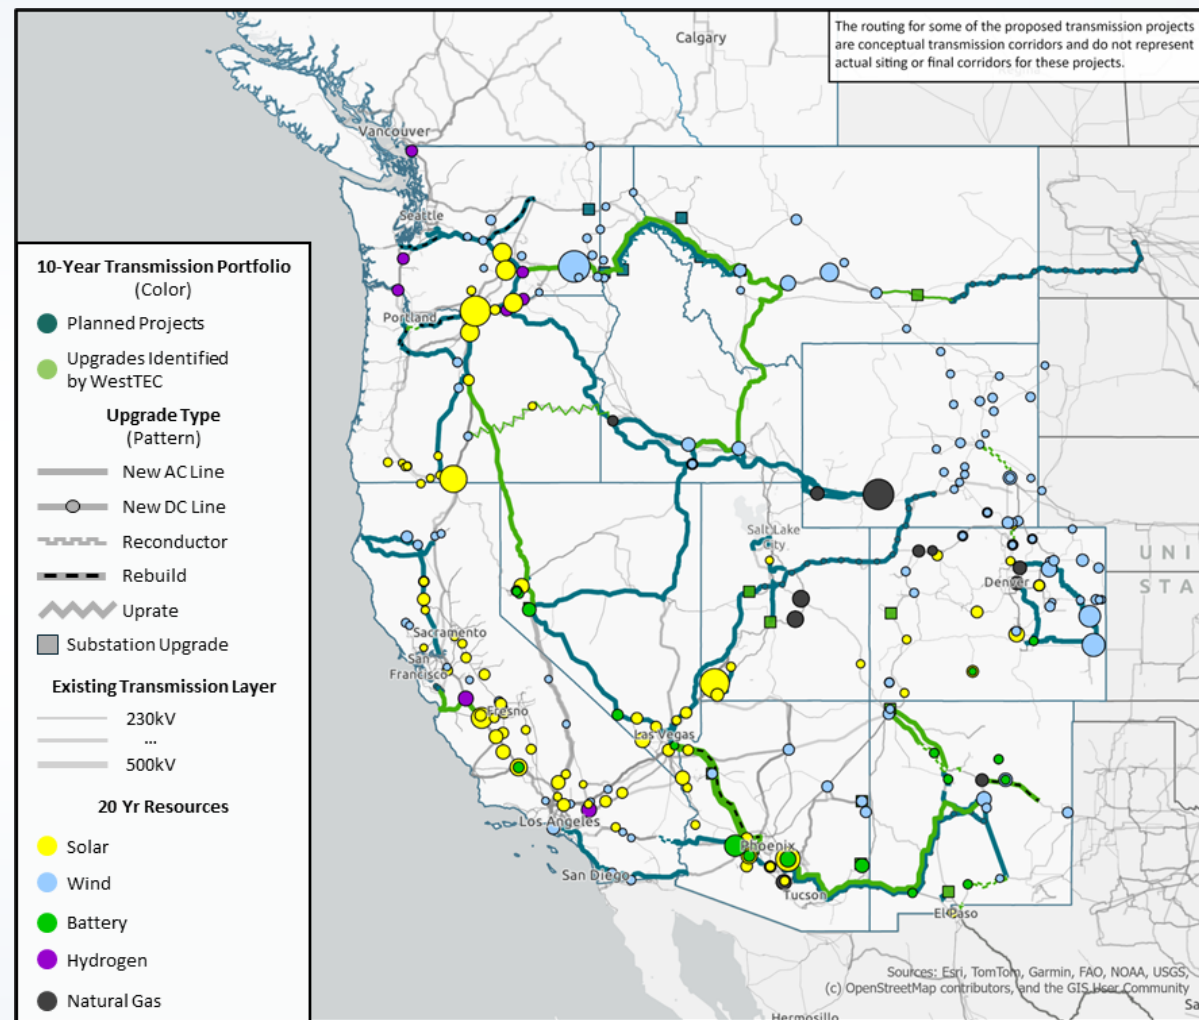 The routing for some of the proposed transmission projects
are conceptual transmission corridors and do not represent
actual siting or final corridors for these projects.
Calgary
Vancouver
Seattle
Portland
10-Year Transmission Portfolio
(Color)
Planned Projects
Upgrades Identified
by WestTEC
Upgrade Type
(Pattern)
New AC Line
New DC Line
Reconductor
Rebuild
Uprate
Substation Upgrade
Existing Transmission Layer
230kV
...
500kV
20 Yr Resources
Solar
Wind
Battery
Hydrogen
Natural Gas
Salt Lake
City
UNI
STA
Denver
Sacramento
San
Francisco
Fresno
Las Vegas
Los Angeles
San Diego
Phoenix
Tucson
El Paso
Hermosillo
Sources: Esri, TomTom, Garmin, FAO, NOAA, USGS,
(c) OpenStreetMap contributors, and the GIS User Community
Sa